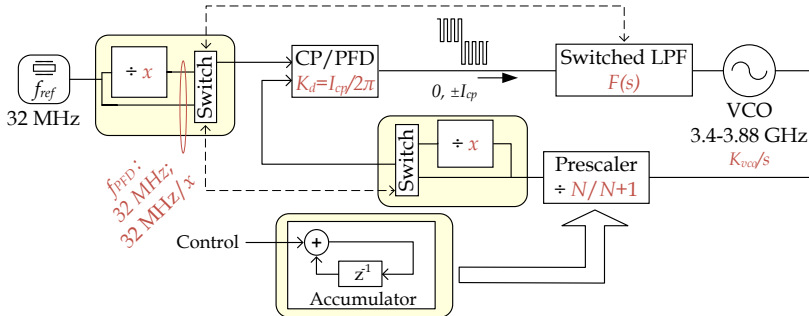 f_ref
32 MHz
÷ x
Switch
f_PFD:
32 MHz;
32 MHz/x
CP/PFD
K_d=I_cp/2π
0, ±I_cp
Switched LPF
F(s)
VCO
3.4-3.88 GHz
K_vco/s
Switch
÷ x
Prescaler
÷ N/N+1
Control
+
z⁻¹
Accumulator